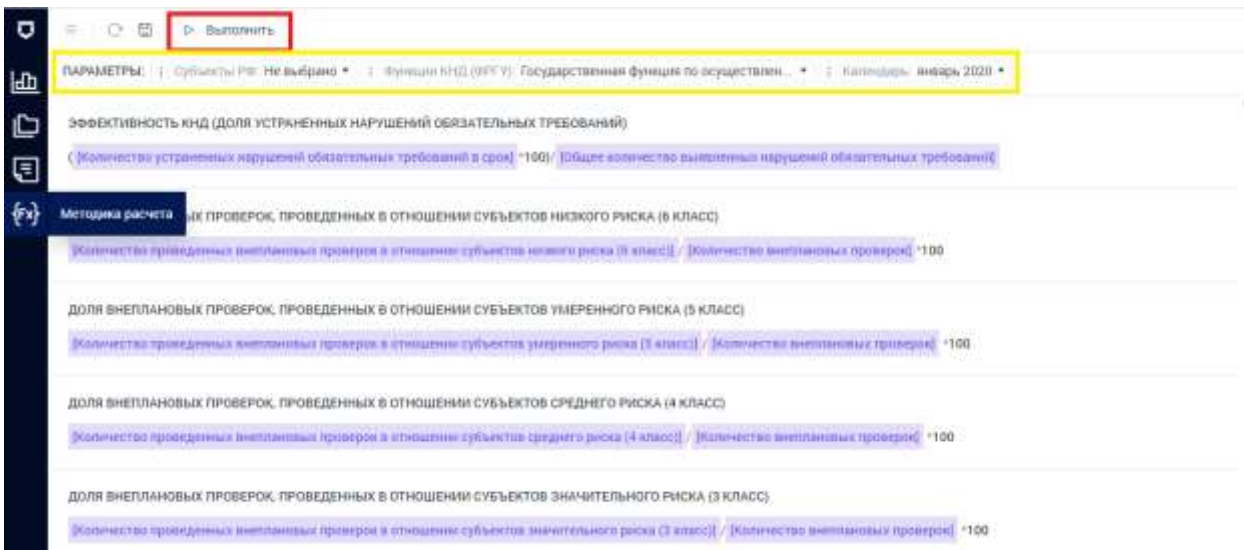 Выполнить
ПАРАМЕТРЫ: Субъекты РФ: Не выбрано Функции КНД (ФРГУ): Государственная функция по осуществлен... Календарь: январь 2020
ЭФФЕКТИВНОСТЬ КНД (ДОЛЯ УСТРАНЕННЫХ НАРУШЕНИЙ ОБЯЗАТЕЛЬНЫХ ТРЕБОВАНИЙ)
( [Количество устраненных нарушений обязательных требований в срок] *100)/ [Общее количество выявленных нарушений обязательных требований]
{Fx} Методика расчета ЫХ ПРОВЕРОК, ПРОВЕДЕННЫХ В ОТНОШЕНИИ СУБЪЕКТОВ НИЗКОГО РИСКА (6 КЛАСС)
[Количество проведенных внеплановых проверок в отношении субъектов низкого риска (6 класс)] / [Количество внеплановых проверок] *100
ДОЛЯ ВНЕПЛАНОВЫХ ПРОВЕРОК, ПРОВЕДЕННЫХ В ОТНОШЕНИИ СУБЪЕКТОВ УМЕРЕННОГО РИСКА (5 КЛАСС)
[Количество проведенных внеплановых проверок в отношении субъектов умеренного риска (5 класс)] / [Количество внеплановых проверок] *100
ДОЛЯ ВНЕПЛАНОВЫХ ПРОВЕРОК, ПРОВЕДЕННЫХ В ОТНОШЕНИИ СУБЪЕКТОВ СРЕДНЕГО РИСКА (4 КЛАСС)
[Количество проведенных внеплановых проверок в отношении субъектов среднего риска (4 класс)] / [Количество внеплановых проверок] *100
ДОЛЯ ВНЕПЛАНОВЫХ ПРОВЕРОК, ПРОВЕДЕННЫХ В ОТНОШЕНИИ СУБЪЕКТОВ ЗНАЧИТЕЛЬНОГО РИСКА (3 КЛАСС)
[Количество проведенных внеплановых проверок в отношении субъектов значительного риска (3 класс)] / [Количество внеплановых проверок] *100